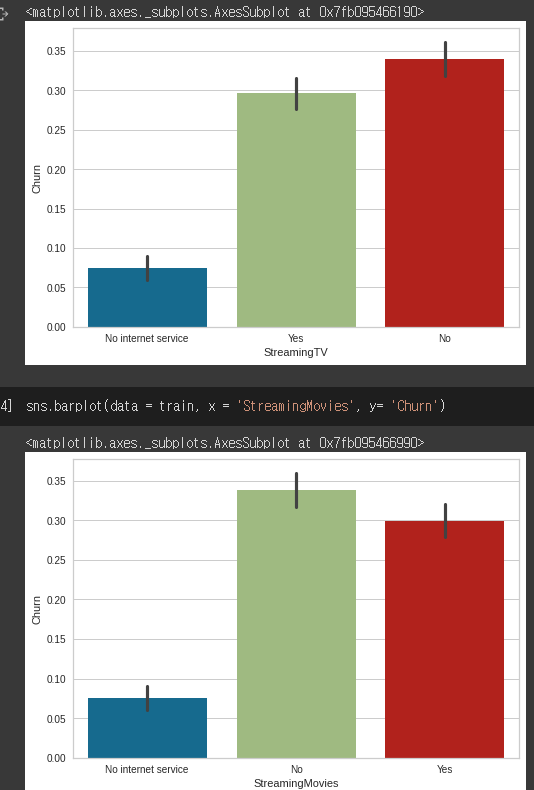 <matplotlib.axes._subplots.AxesSubplot at 0x7fb095466190>
0.35
0.30
0.25
0.20
0.15
0.10
0.05
0.00
Churn
No internet service Yes No
StreamingTV
4] sns.barplot(data = train, x = 'StreamingMovies', y= 'Churn')
<matplotlib.axes._subplots.AxesSubplot at 0x7fb095466990>
0.35
0.30
0.25
0.20
0.15
0.10
0.05
0.00
Churn
No internet service No Yes
StreamingMovies